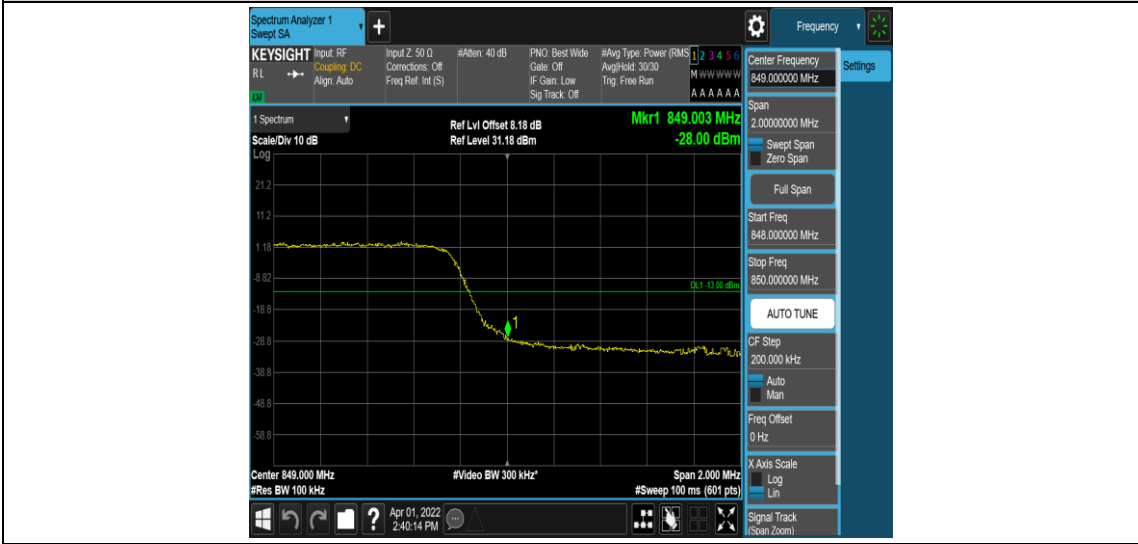 Spectrum Analyzer 1
Swept SA
+
Frequency
KEYSIGHT
RL
Input: RF
Coupling: DC
Align: Auto
Input Z: 50 Ω
Corrections: Off
Freq Ref: Int (S)
#Atten: 40 dB
PNO: Best Wide
Gate: Off
IF Gain: Low
Sig Track: Off
#Avg Type: Power (RMS
Avg|Hold: 30/30
Trig: Free Run
1 2 3 4 5 6
M W W W W W
A A A A A A
1 Spectrum
Scale/Div 10 dB
Ref Lvl Offset 8.18 dB
Ref Level 31.18 dBm
Mkr1 849.003 MHz
-28.00 dBm
Log
21.2
11.2
1.18
-8.82
-18.8
-28.8
-38.8
-48.8
-58.8
DL1 -13.00 dBm
1
Center 849.000 MHz
#Res BW 100 kHz
#Video BW 300 kHz*
Span 2.000 MHz
#Sweep 100 ms (601 pts)
?
Apr 01, 2022
2:40:14 PM
Center Frequency
849.000000 MHz
Settings
Span
2.00000000 MHz
Swept Span
Zero Span
Full Span
Start Freq
848.000000 MHz
Stop Freq
850.000000 MHz
AUTO TUNE
CF Step
200.000 kHz
Auto
Man
Freq Offset
0 Hz
X Axis Scale
Log
Lin
Signal Track
(Span Zoom)